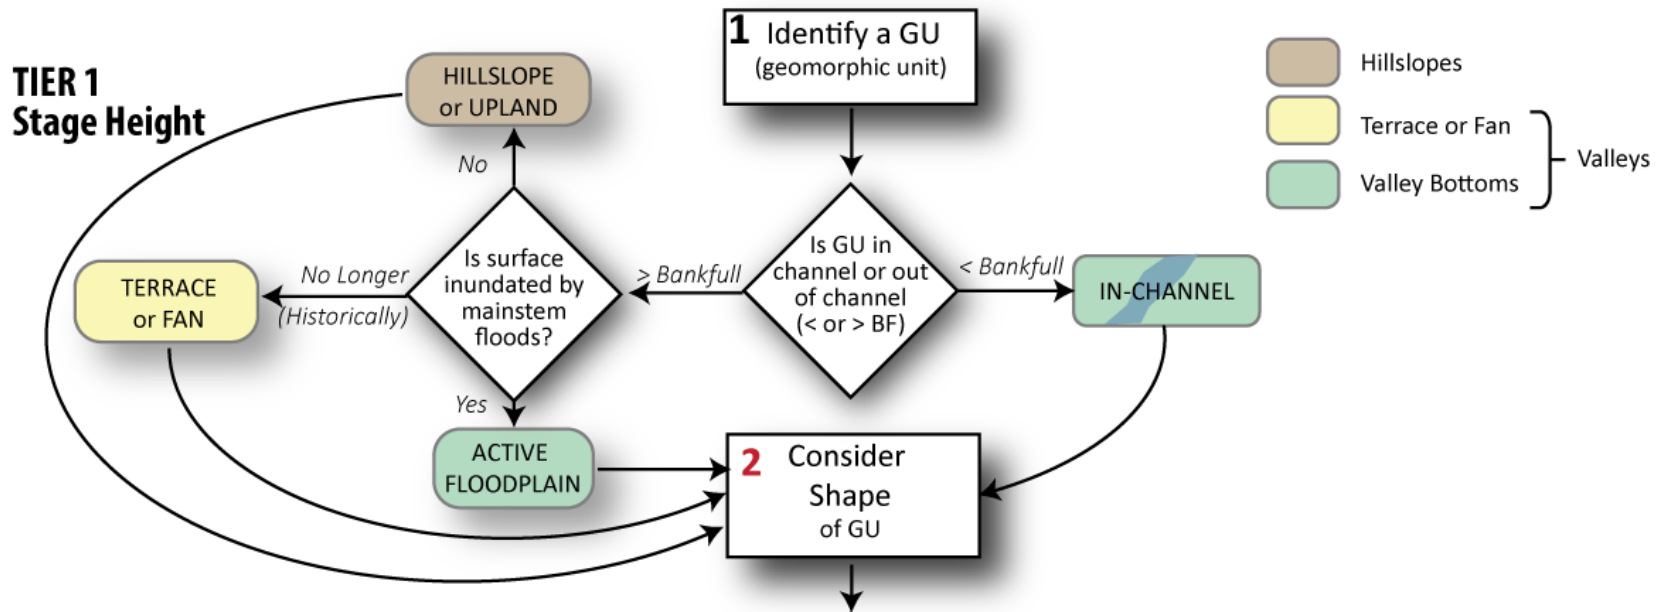 TIER 1
Stage Height
1 Identify a GU
(geomorphic unit)
HILLSLOPE
or UPLAND
No
Is surface
inundated by
mainstem
floods?
No Longer
(Historically)
TERRACE
or FAN
Yes
ACTIVE
FLOODPLAIN
> Bankfull
Is GU in
channel or out
of channel
(< or > BF)
< Bankfull
IN-CHANNEL
2 Consider
Shape
of GU
Hillslopes
Terrace or Fan
Valley Bottoms
Valleys